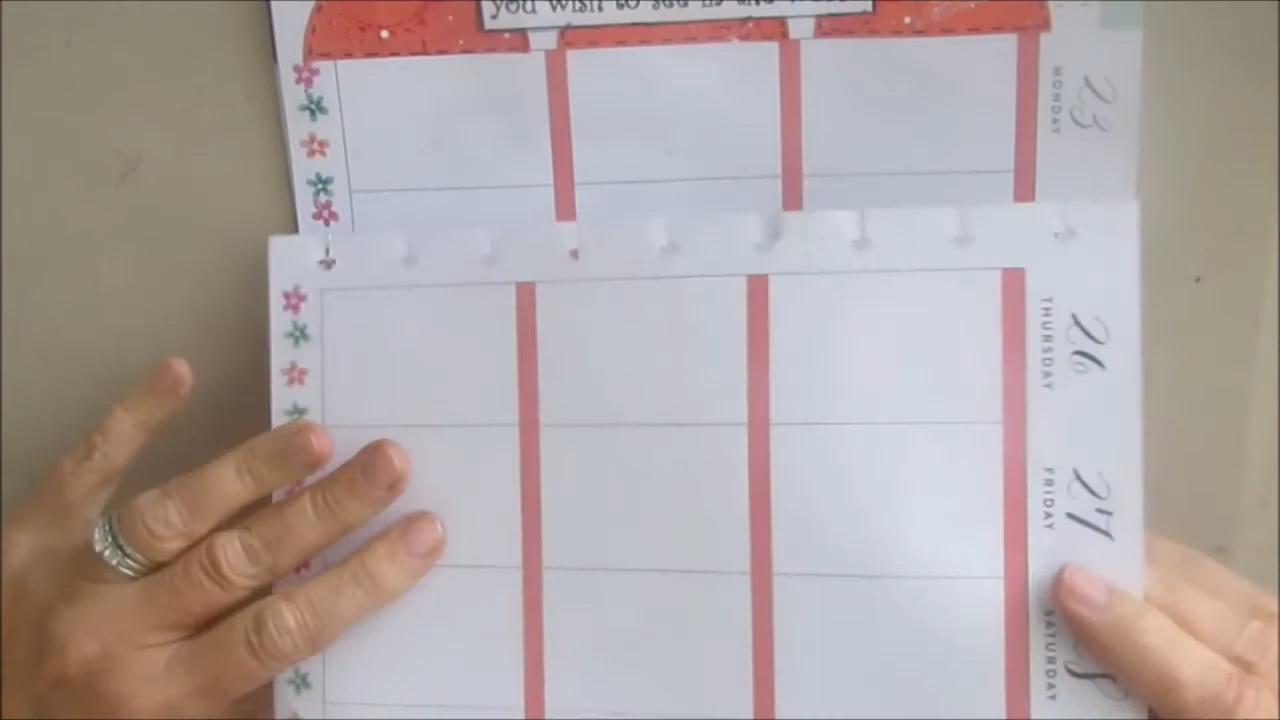 you wish to see in the world
23
MONDAY
26
THURSDAY
27
FRIDAY
SATURDAY